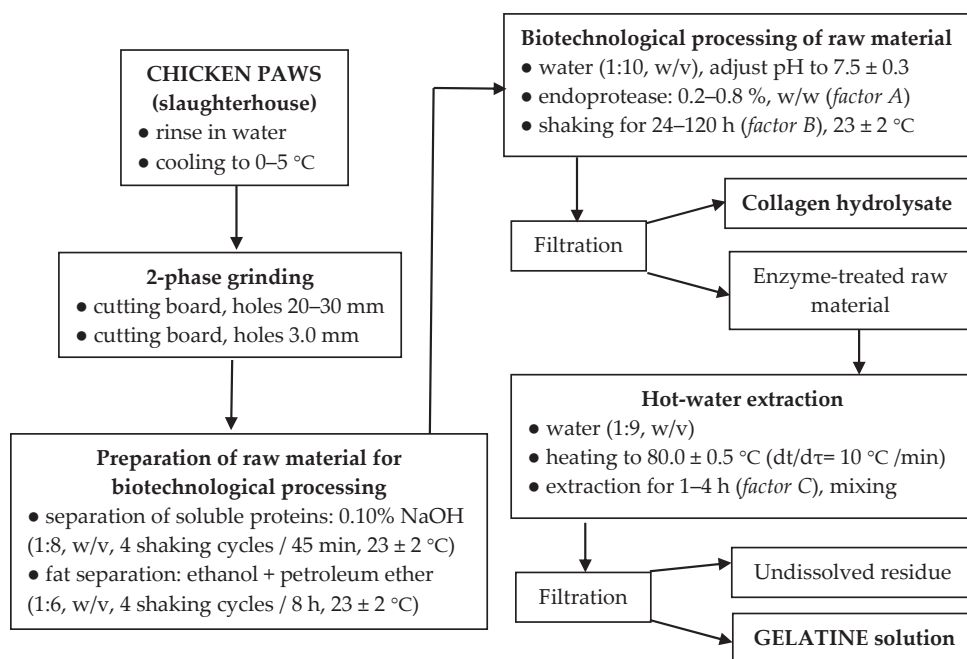 CHICKEN PAWS
(slaughterhouse)
● rinse in water
● cooling to 0–5 °C
2-phase grinding
● cutting board, holes 20–30 mm
● cutting board, holes 3.0 mm
Preparation of raw material for
biotechnological processing
● separation of soluble proteins: 0.10% NaOH
(1:8, w/v, 4 shaking cycles / 45 min, 23 ± 2 °C)
● fat separation: ethanol + petroleum ether
(1:6, w/v, 4 shaking cycles / 8 h, 23 ± 2 °C)
Biotechnological processing of raw material
● water (1:10, w/v), adjust pH to 7.5 ± 0.3
● endoprotease: 0.2–0.8 %, w/w (factor A)
● shaking for 24–120 h (factor B), 23 ± 2 °C
Filtration
Collagen hydrolysate
Enzyme-treated raw
material
Hot-water extraction
● water (1:9, w/v)
● heating to 80.0 ± 0.5 °C (dt/dτ= 10 °C /min)
● extraction for 1–4 h (factor C), mixing
Filtration
Undissolved residue
GELATINE solution